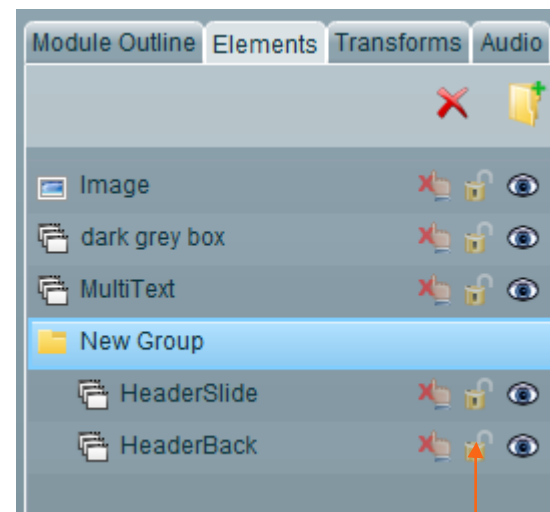 Module Outline Elements Transforms Audio
Image
dark grey box
MultiText
New Group
HeaderSlide
HeaderBack